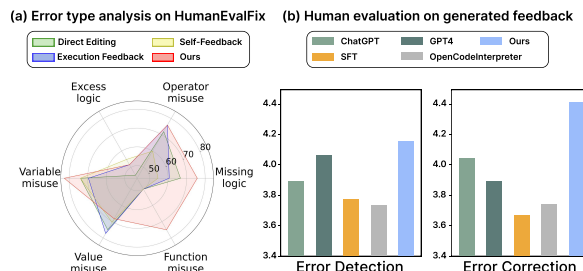 (a) Error type analysis on HumanEvalFix
Direct Editing
Self-Feedback
Execution Feedback
Ours
Excess
logic
Operator
misuse
80
70
60
50
Variable
misuse
Missing
logic
Value
misuse
Function
misuse
(b) Human evaluation on generated feedback
ChatGPT
GPT4
Ours
SFT
OpenCodeInterpreter
4.4
4.2
4.0
3.8
3.6
3.4
Error Detection
4.4
4.2
4.0
3.8
3.6
3.4
Error Correction